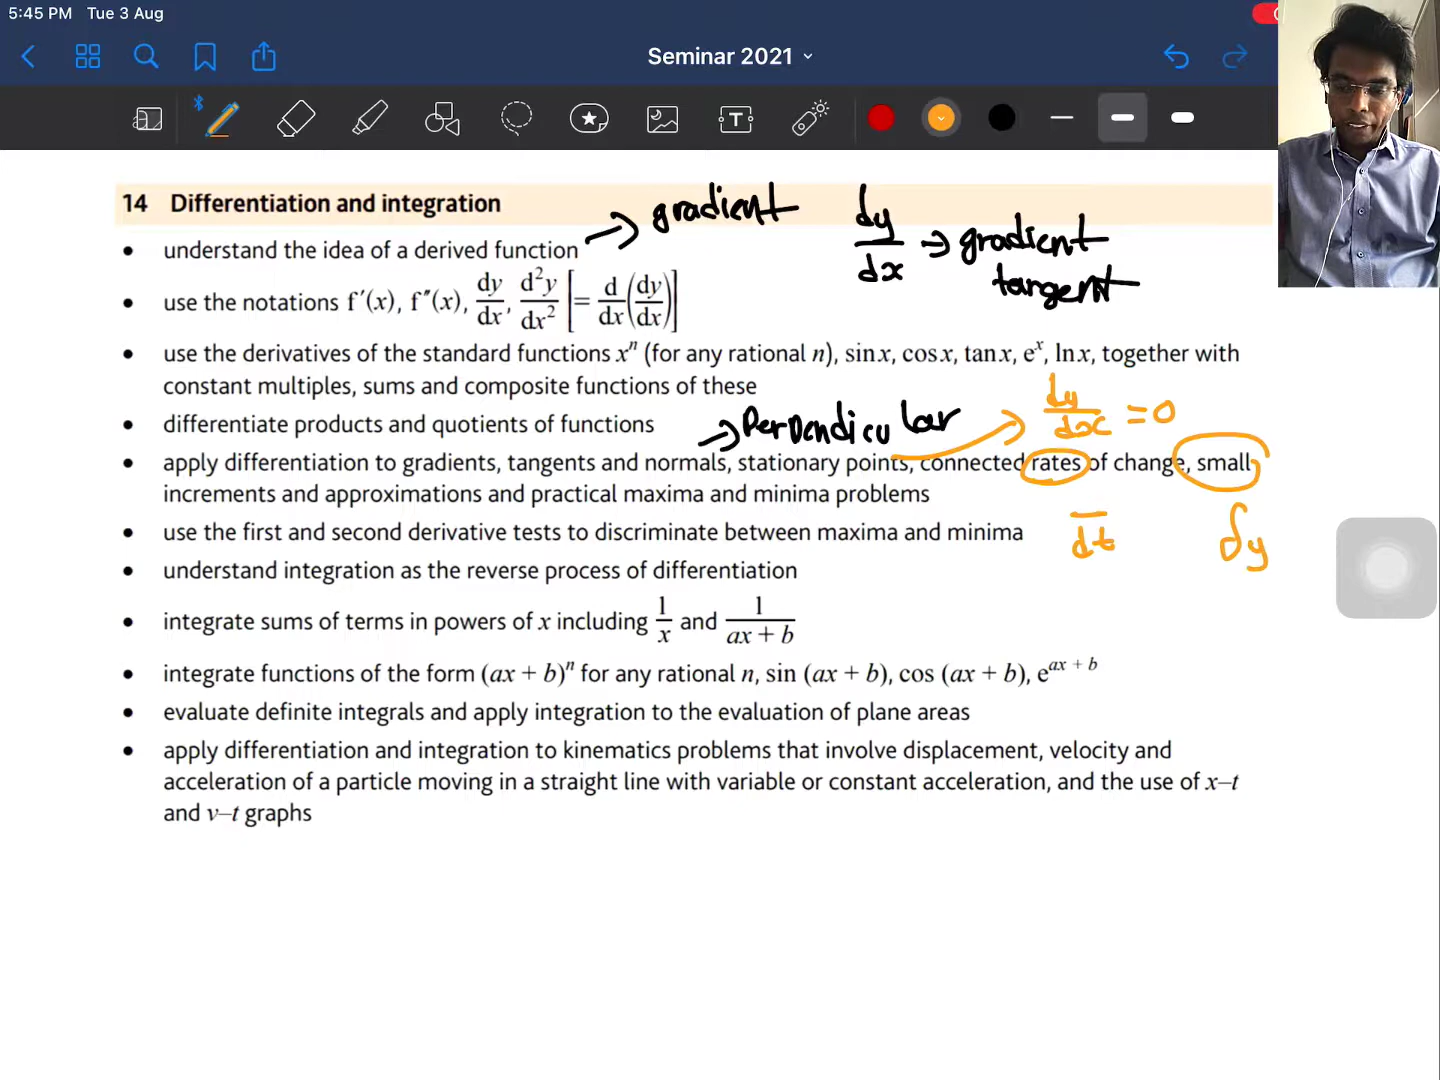 5:45 PM Tue 3 Aug
Seminar 2021
T
14 Differentiation and integration
→ gradient
dy/dx → gradient
tangent
• understand the idea of a derived function
• use the notations f′(x), f″(x), dy/dx, d²y/dx² [= d/dx(dy/dx)]
• use the derivatives of the standard functions xⁿ (for any rational n), sin x, cos x, tan x, eˣ, ln x, together with
constant multiples, sums and composite functions of these
dy/dx = 0
• differentiate products and quotients of functions
→ Perpendicular
• apply differentiation to gradients, tangents and normals, stationary points, connected rates of change, small
increments and approximations and practical maxima and minima problems
• use the first and second derivative tests to discriminate between maxima and minima
dt
δy
• understand integration as the reverse process of differentiation
• integrate sums of terms in powers of x including 1/x and 1/(ax + b)
• integrate functions of the form (ax + b)ⁿ for any rational n, sin (ax + b), cos (ax + b), e^(ax + b)
• evaluate definite integrals and apply integration to the evaluation of plane areas
• apply differentiation and integration to kinematics problems that involve displacement, velocity and
acceleration of a particle moving in a straight line with variable or constant acceleration, and the use of x–t
and v–t graphs